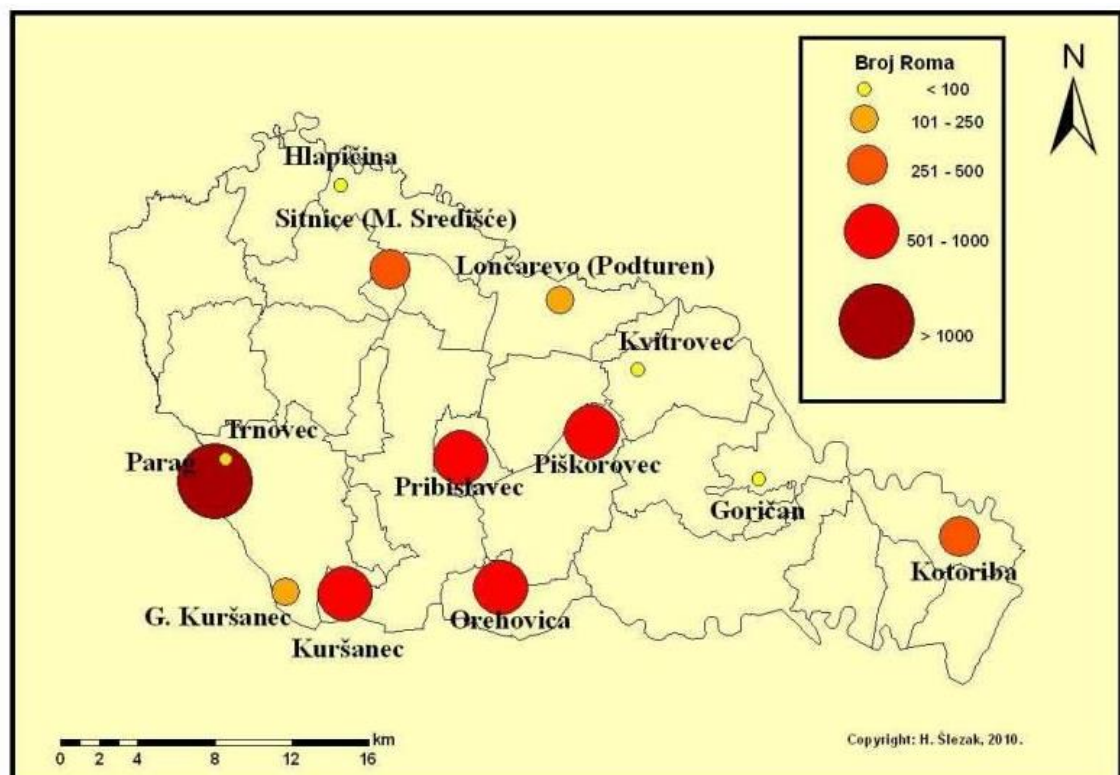 Broj Roma
< 100
101 - 250
251 - 500
501 - 1000
> 1000
N
Hlapičina
Sitnice (M. Središće)
Lončarevo (Podturen)
Kvitrovec
Trnovec
Parag
Pribislavec
Piškorovec
Goričan
Kotoriba
G. Kuršanec
Orehovica
Kuršanec
km
0 2 4 8 12 16
Copyright: H. Šlezak, 2010.